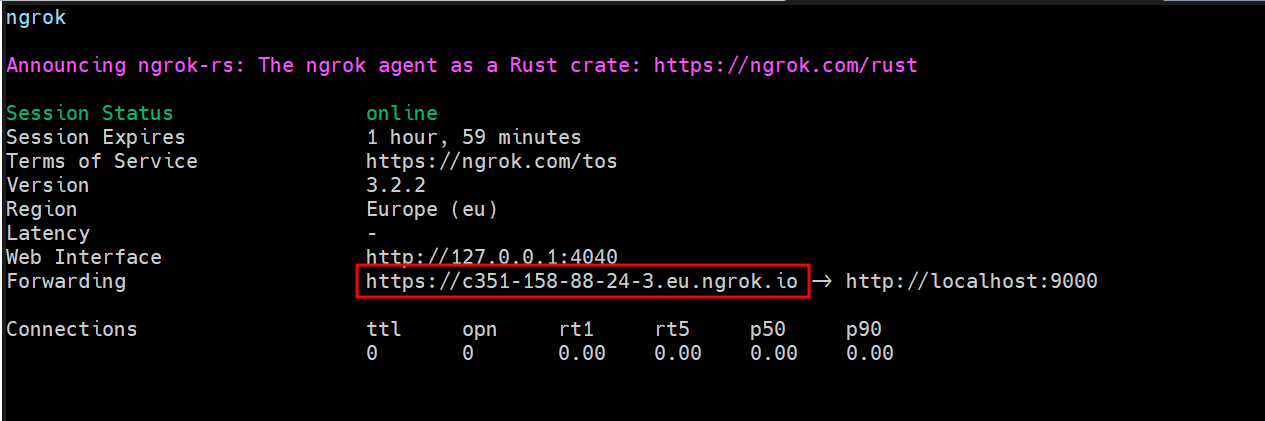 ngrok
Announcing ngrok-rs: The ngrok agent as a Rust crate: https://ngrok.com/rust
Session Status online
Session Expires 1 hour, 59 minutes
Terms of Service https://ngrok.com/tos
Version 3.2.2
Region Europe (eu)
Latency -
Web Interface http://127.0.0.1:4040
Forwarding https://c351-158-88-24-3.eu.ngrok.io → http://localhost:9000
Connections ttl opn rt1 rt5 p50 p90
0 0 0.00 0.00 0.00 0.00